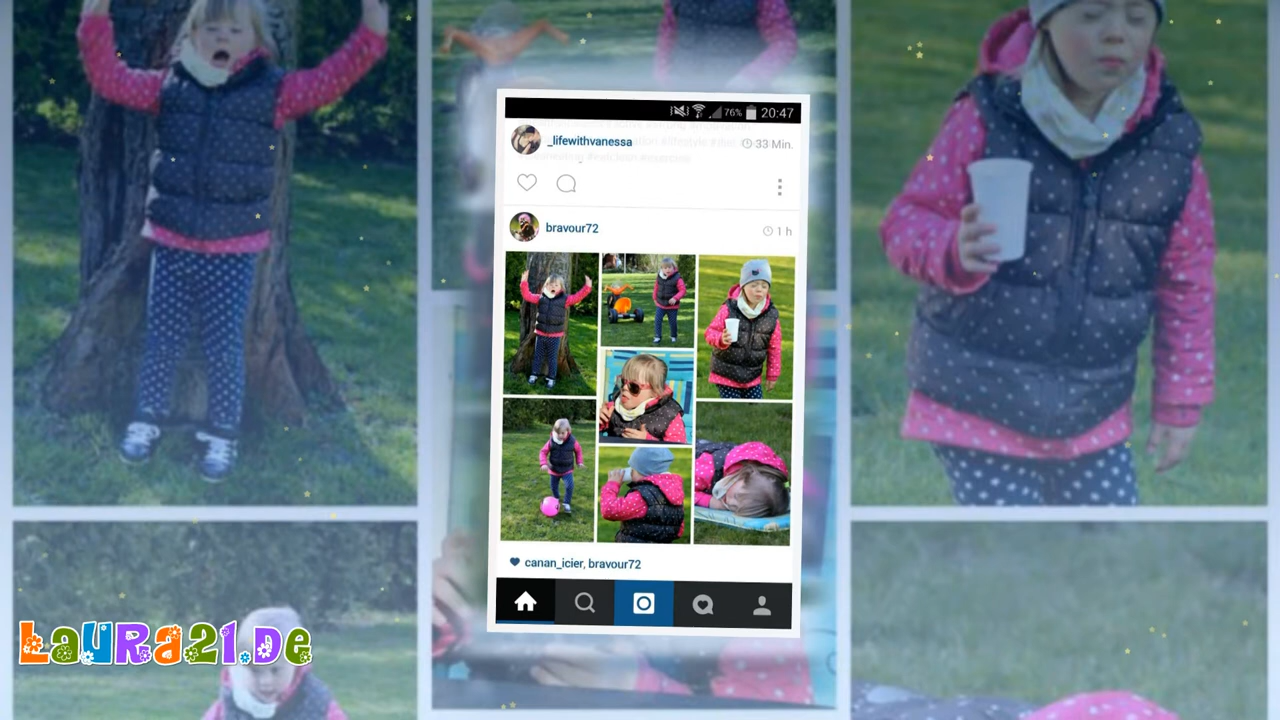 76% 20:47
_lifewithvanessa 33 Min.
bravour72 1 h
canan_icier, bravour72
LaURa21.De